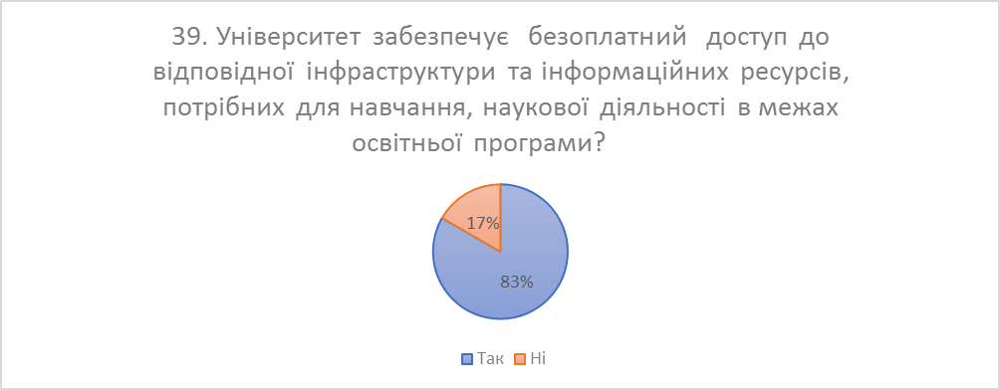 39. Університет забезпечує безоплатний доступ до
відповідної інфраструктури та інформаційних ресурсів,
потрібних для навчання, наукової діяльності в межах
освітньої програми?
17%
83%
Так Ні